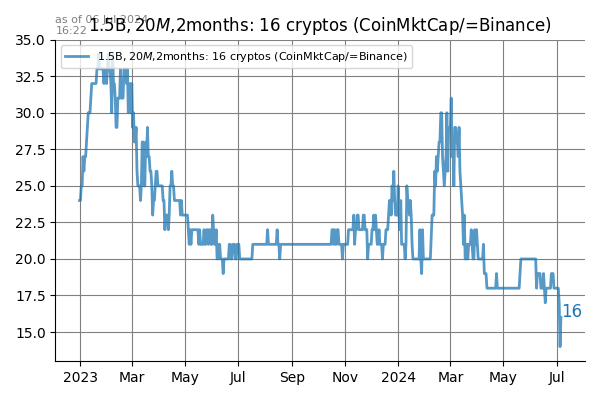 as of 05 Jul 2024
16:22
1.5B,20M,2months: 16 cryptos (CoinMktCap/=Binance)
1.5B,20M,2months: 16 cryptos (CoinMktCap/=Binance)
35.0
32.5
30.0
27.5
25.0
22.5
20.0
17.5
15.0
16
2023 Mar May Jul Sep Nov 2024 Mar May Jul